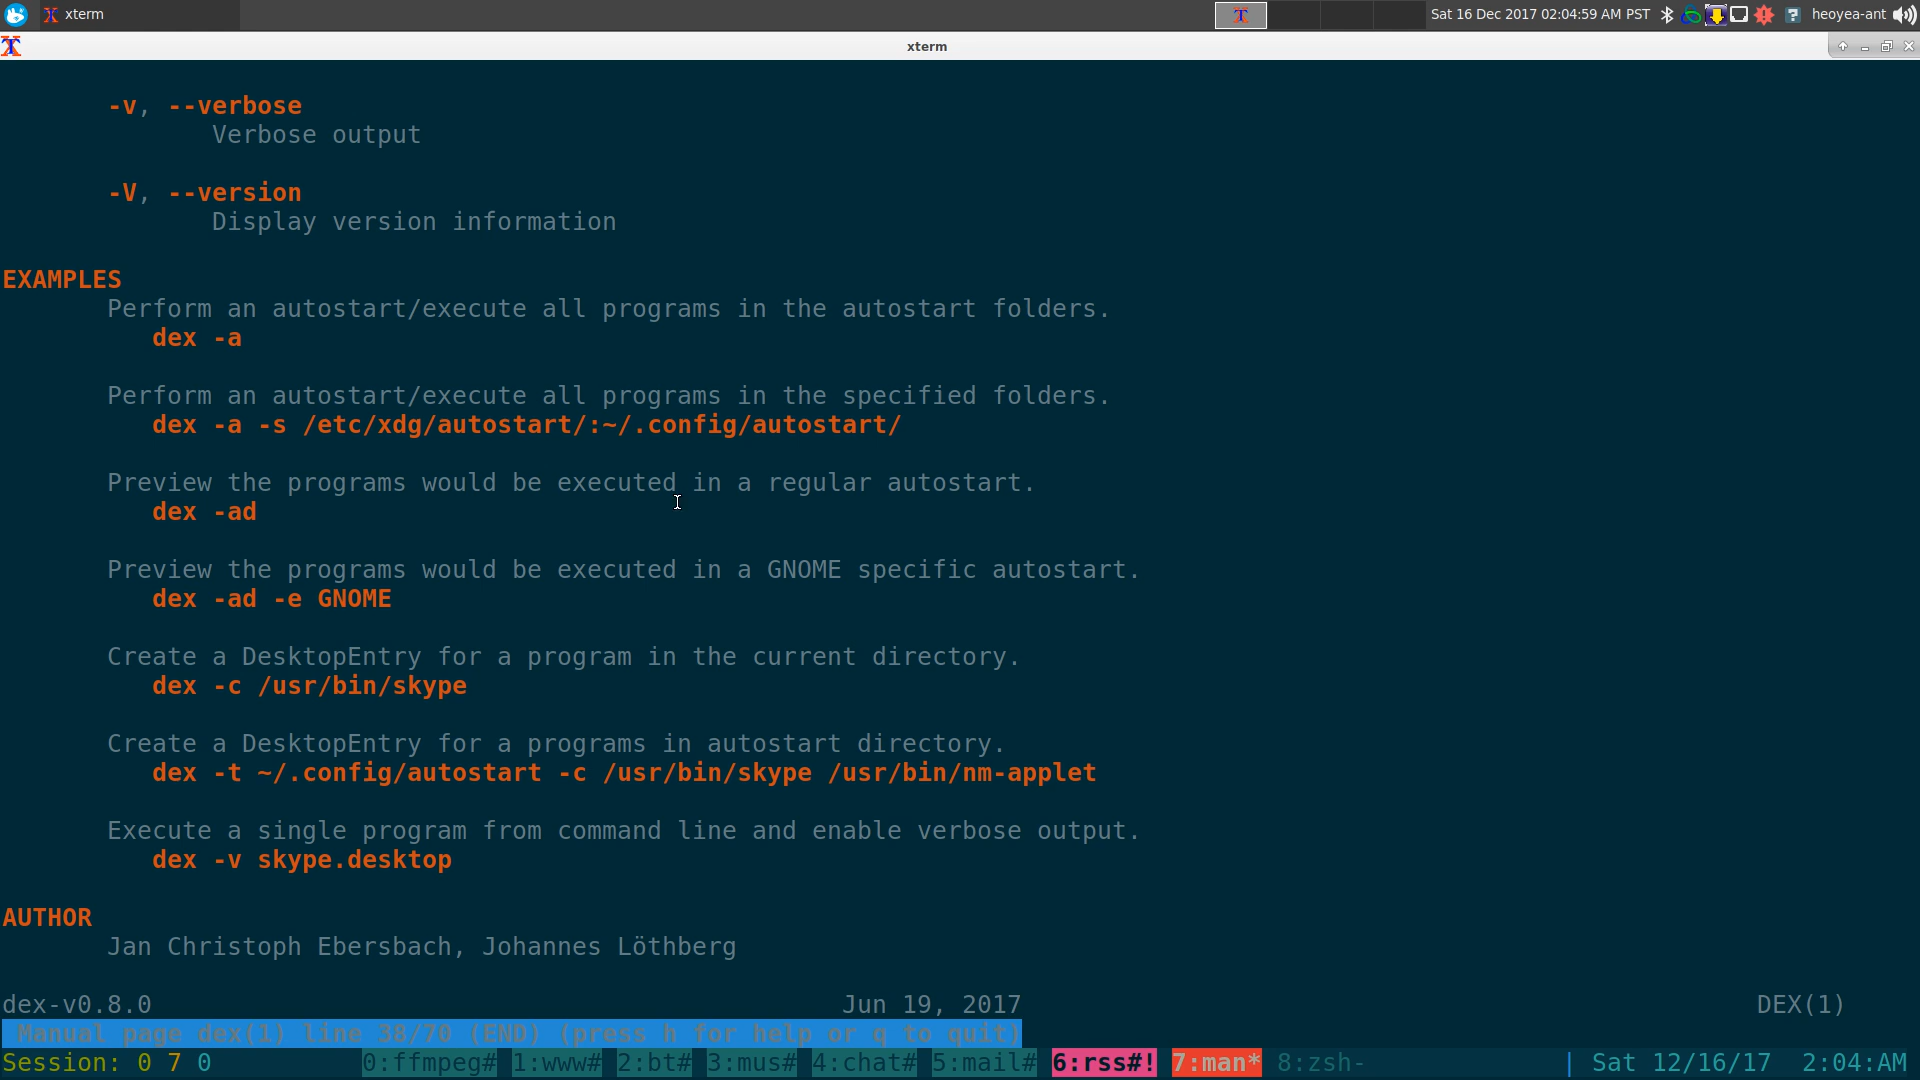 xterm
Sat 16 Dec 2017 02:04:59 AM PST
heoyea-ant
xterm
-v, --verbose
Verbose output
-V, --version
Display version information
EXAMPLES
Perform an autostart/execute all programs in the autostart folders.
dex -a
Perform an autostart/execute all programs in the specified folders.
dex -a -s /etc/xdg/autostart/:~/.config/autostart/
Preview the programs would be executed in a regular autostart.
dex -ad
Preview the programs would be executed in a GNOME specific autostart.
dex -ad -e GNOME
Create a DesktopEntry for a program in the current directory.
dex -c /usr/bin/skype
Create a DesktopEntry for a programs in autostart directory.
dex -t ~/.config/autostart -c /usr/bin/skype /usr/bin/nm-applet
Execute a single program from command line and enable verbose output.
dex -v skype.desktop
AUTHOR
Jan Christoph Ebersbach, Johannes Löthberg
dex-v0.8.0 Jun 19, 2017 DEX(1)
Manual page dex(1) line 38/70 (END) (press h for help or q to quit)
Session: 0 7 0 0:ffmpeg# 1:www# 2:bt# 3:mus# 4:chat# 5:mail# 6:rss#! 7:man* 8:zsh- | Sat 12/16/17 2:04:AM